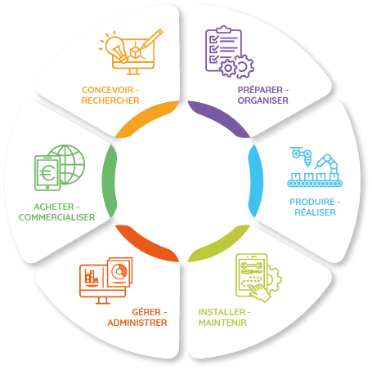 CONCEVOIR -
RECHERCHER
PRÉPARER -
ORGANISER
PRODUIRE -
RÉALISER
INSTALLER -
MAINTENIR
GÉRER -
ADMINISTRER
ACHETER -
COMMERCIALISER
€